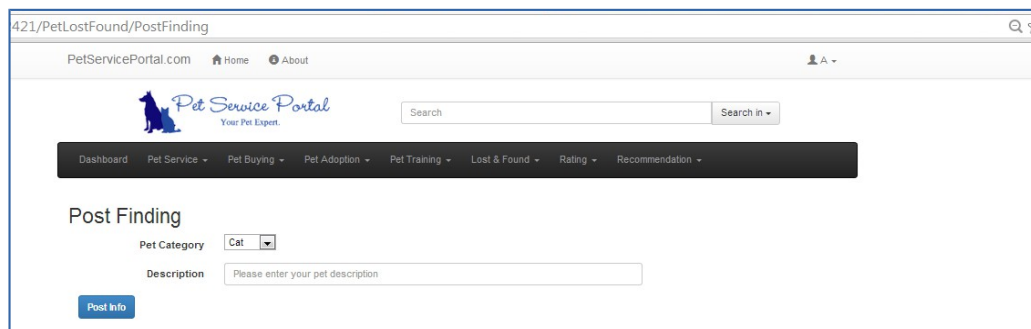 421/PetLostFound/PostFinding
PetServicePortal.com Home About A
Pet Service Portal
Your Pet Expert.
Search Search in
Dashboard Pet Service Pet Buying Pet Adoption Pet Training Lost & Found Rating Recommendation
Post Finding
Pet Category Cat
Description Please enter your pet description
Post Info